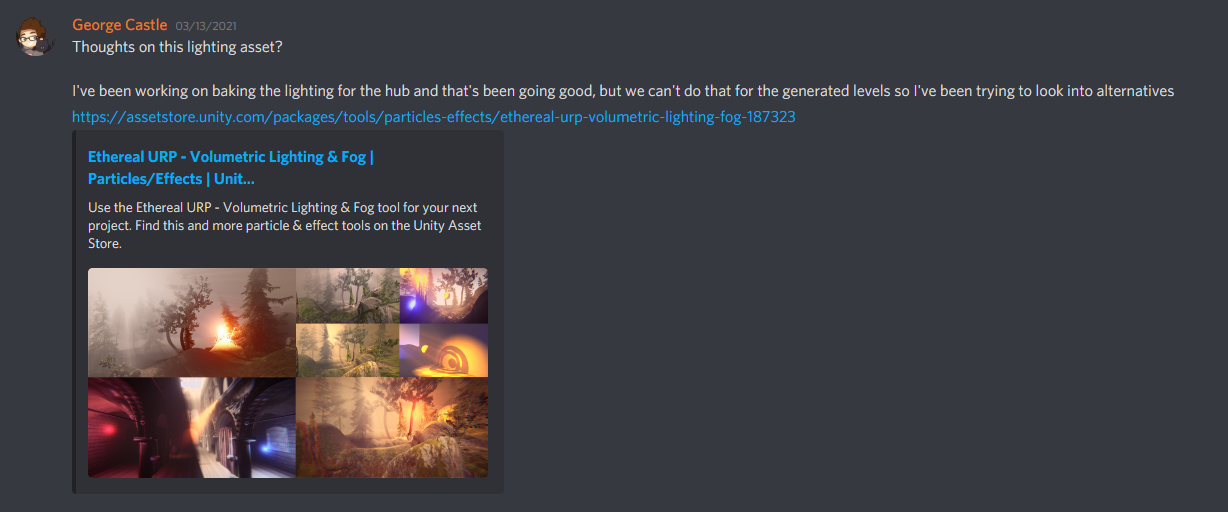 George Castle 03/13/2021
Thoughts on this lighting asset?
I've been working on baking the lighting for the hub and that's been going good, but we can't do that for the generated levels so I've been trying to look into alternatives
https://assetstore.unity.com/packages/tools/particles-effects/ethereal-urp-volumetric-lighting-fog-187323
Ethereal URP - Volumetric Lighting & Fog |
Particles/Effects | Unit...
Use the Ethereal URP - Volumetric Lighting & Fog tool for your next
project. Find this and more particle & effect tools on the Unity Asset
Store.